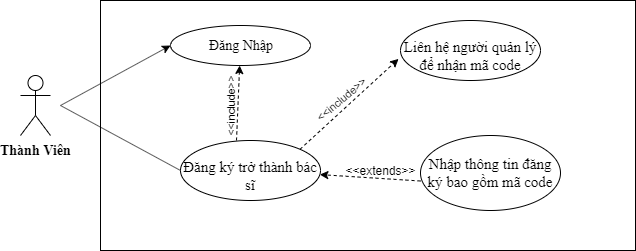 Đăng Nhập
Liên hệ người quản lý
để nhận mã code
<<include>>
<<include>>
Thành Viên
Đăng ký trở thành bác
sĩ
<<extends>>
Nhập thông tin đăng
ký bao gồm mã code